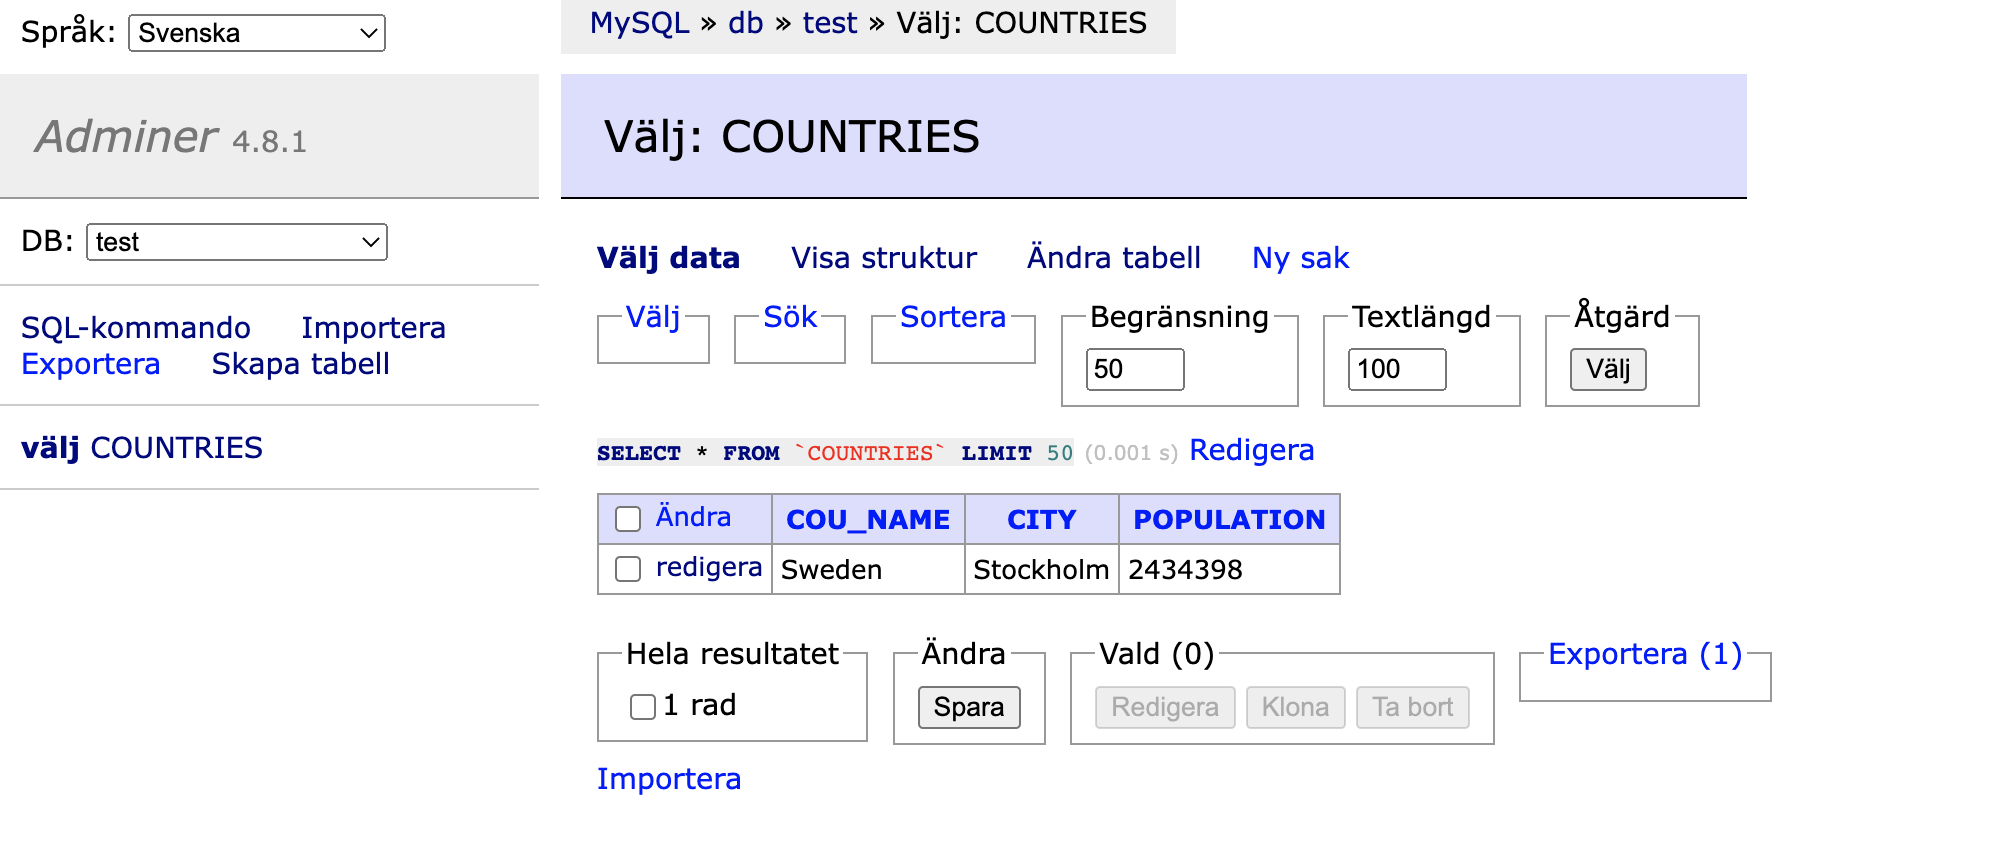 Språk: Svenska
MySQL » db » test » Välj: COUNTRIES
Adminer 4.8.1
Välj: COUNTRIES
DB: test
Välj data Visa struktur Ändra tabell Ny sak
SQL-kommando Importera
Exportera Skapa tabell
välj COUNTRIES
Välj Sök Sortera Begränsning Textlängd Åtgärd
50 100 Välj
SELECT * FROM `COUNTRIES` LIMIT 50 (0.001 s) Redigera
Ändra COU_NAME CITY POPULATION
redigera Sweden Stockholm 2434398
Hela resultatet Ändra Vald (0) Exportera (1)
1 rad Spara Redigera Klona Ta bort
Importera